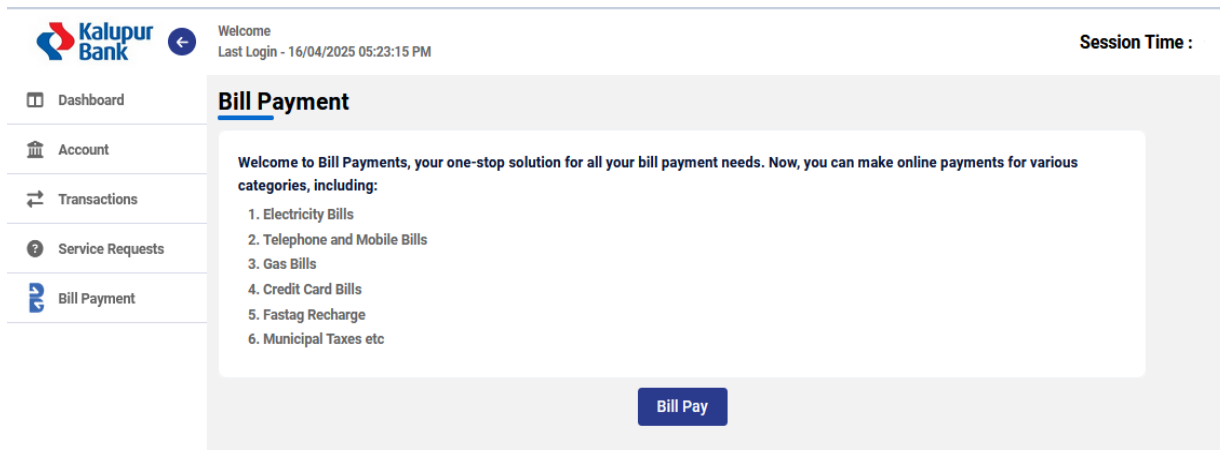 Kalupur
Bank
Welcome
Last Login - 16/04/2025 05:23:15 PM
Session Time :
Dashboard
Account
Transactions
Service Requests
Bill Payment
Bill Payment
Welcome to Bill Payments, your one-stop solution for all your bill payment needs. Now, you can make online payments for various
categories, including:
1. Electricity Bills
2. Telephone and Mobile Bills
3. Gas Bills
4. Credit Card Bills
5. Fastag Recharge
6. Municipal Taxes etc
Bill Pay